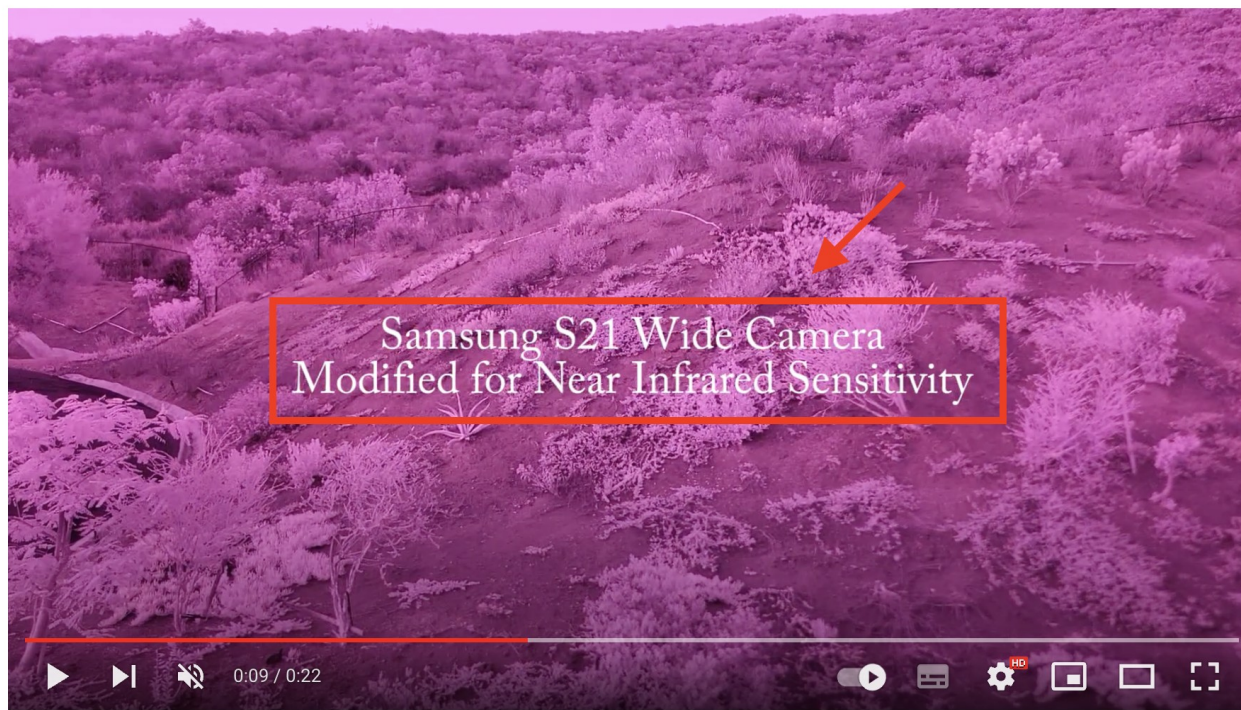 Samsung S21 Wide Camera
Modified for Near Infrared Sensitivity
0:09 / 0:22
HD